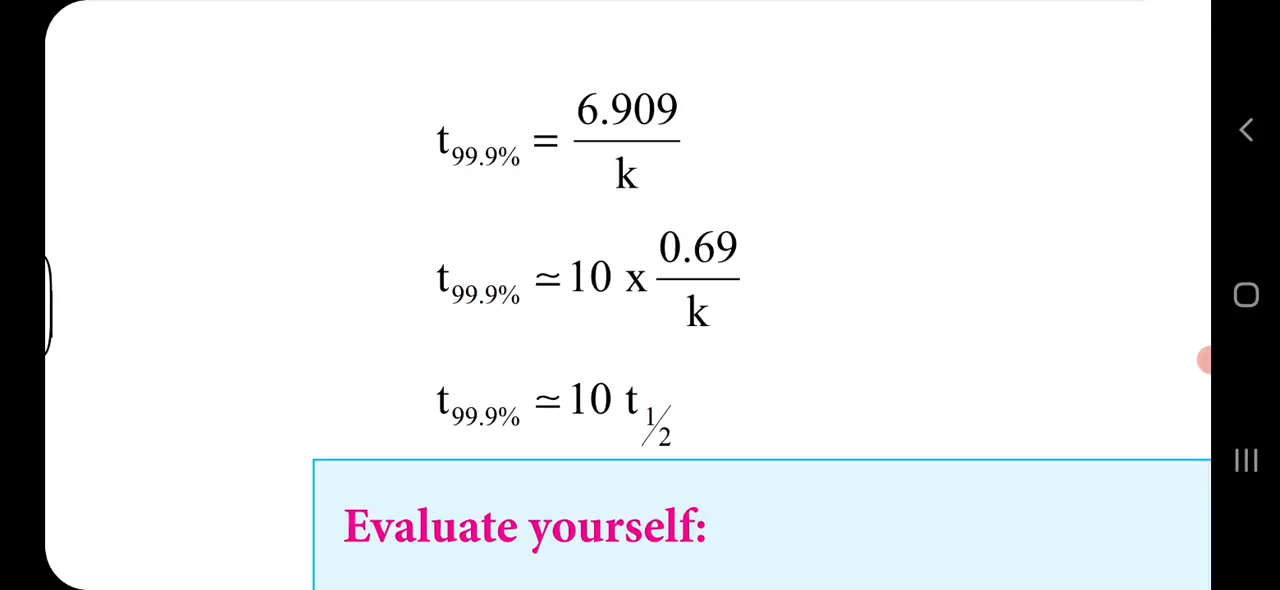 t99.9% = 6.909/k
t99.9% ≃ 10 x 0.69/k
t99.9% ≃ 10 t1/2
Evaluate yourself: